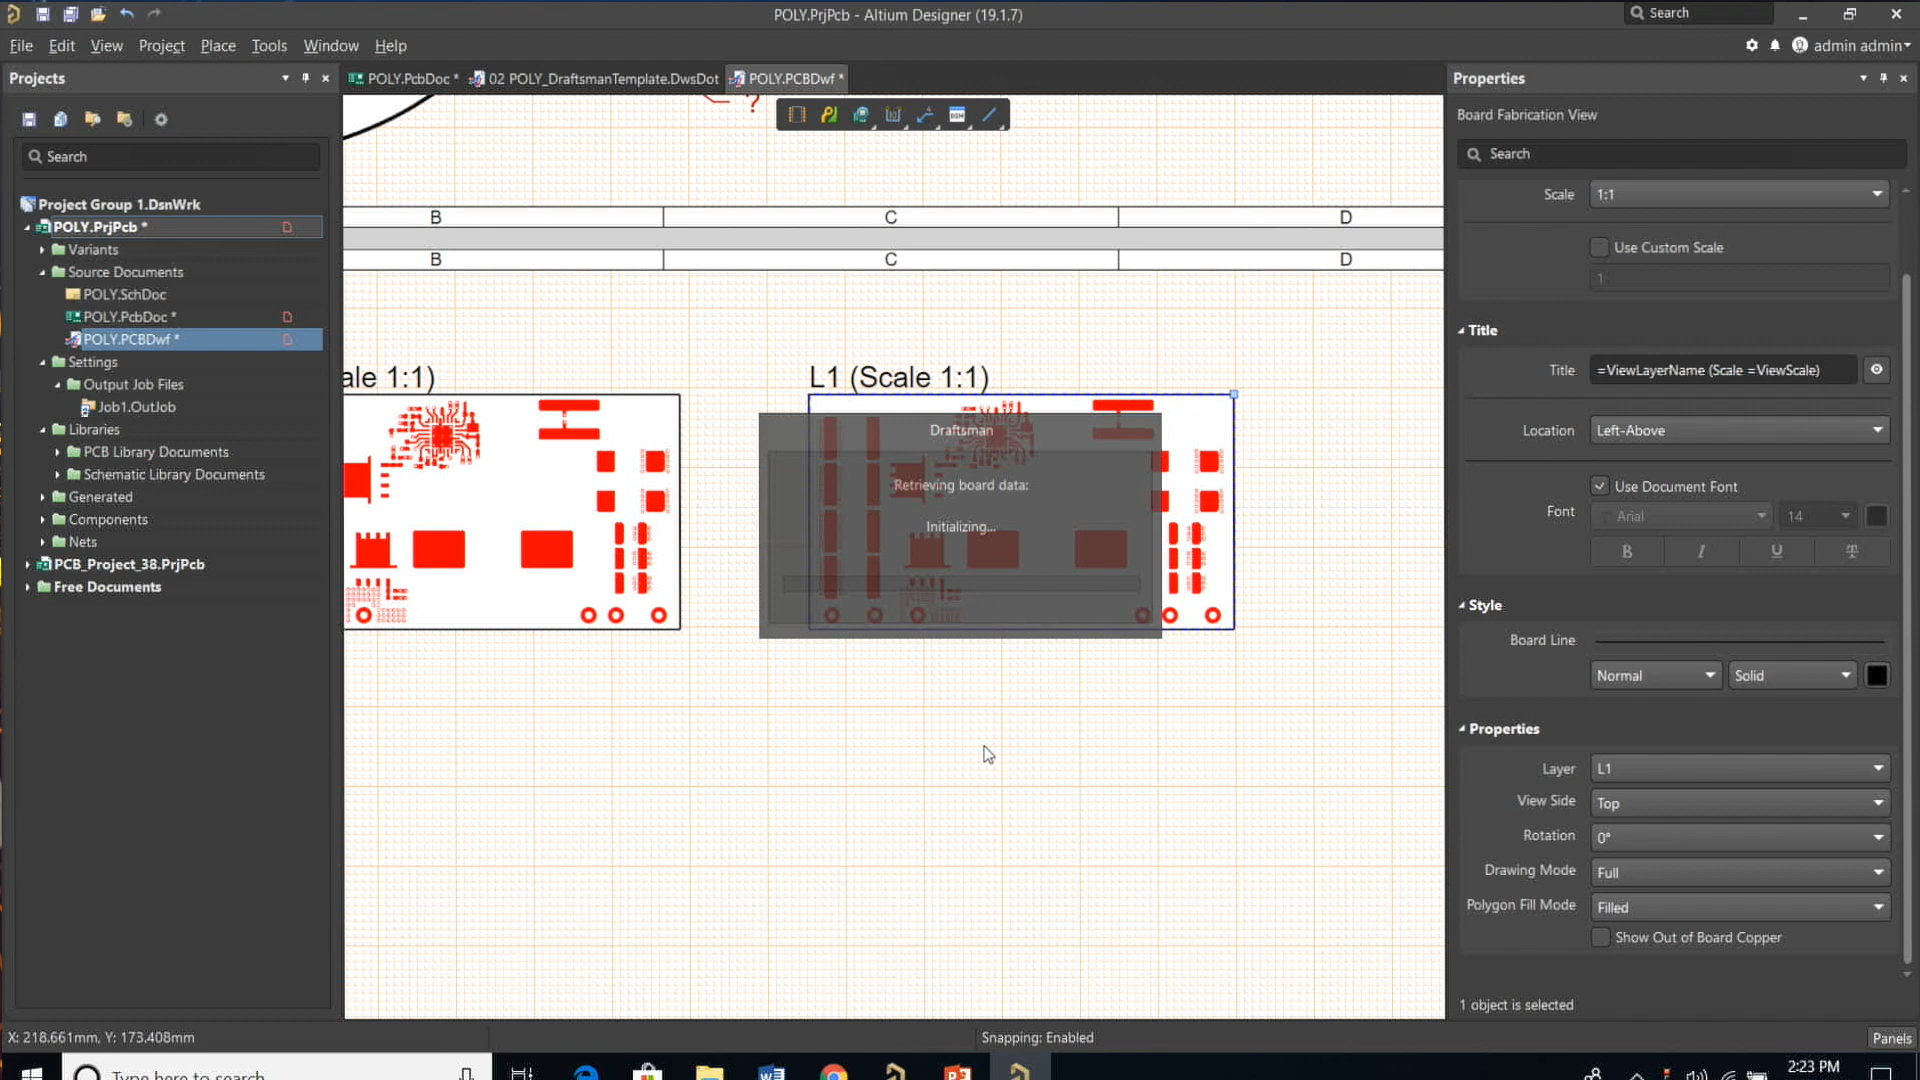 POLY.PrjPcb - Altium Designer (19.1.7)
Search
File Edit View Project Place Tools Window Help
admin admin
Projects
POLY.PcbDoc *
02 POLY_DraftsmanTemplate.DwsDot
POLY.PCBDwf *
Properties
Board Fabrication View
Search
Search
Project Group 1.DsnWrk
POLY.PrjPcb *
Variants
Source Documents
POLY.SchDoc
POLY.PcbDoc *
POLY.PCBDwf *
Settings
Output Job Files
Job1.OutJob
Libraries
PCB Library Documents
Schematic Library Documents
Generated
Components
Nets
PCB_Project_38.PrjPcb
Free Documents
?
B C D
B C D
ale 1:1)
L1 (Scale 1:1)
Draftsman
Retrieving board data:
Initializing...
Scale 1:1
Use Custom Scale
1
Title
Title =ViewLayerName (Scale =ViewScale)
Location Left-Above
Use Document Font
Font Arial 14
B I U T
Style
Board Line
Normal Solid
Properties
Layer L1
View Side Top
Rotation 0°
Drawing Mode Full
Polygon Fill Mode Filled
Show Out of Board Copper
1 object is selected
X: 218.661mm, Y: 173.408mm
Snapping: Enabled
Panels
Type here to search
2:23 PM